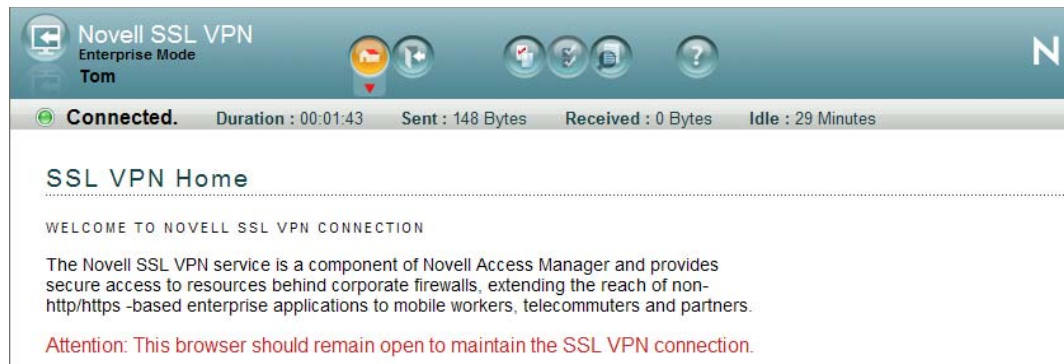 Novell SSL VPN
Enterprise Mode
Tom
N
?
Connected. Duration : 00:01:43 Sent : 148 Bytes Received : 0 Bytes Idle : 29 Minutes
SSL VPN Home
WELCOME TO NOVELL SSL VPN CONNECTION
The Novell SSL VPN service is a component of Novell Access Manager and provides
secure access to resources behind corporate firewalls, extending the reach of non-
http/https -based enterprise applications to mobile workers, telecommuters and partners.
Attention: This browser should remain open to maintain the SSL VPN connection.